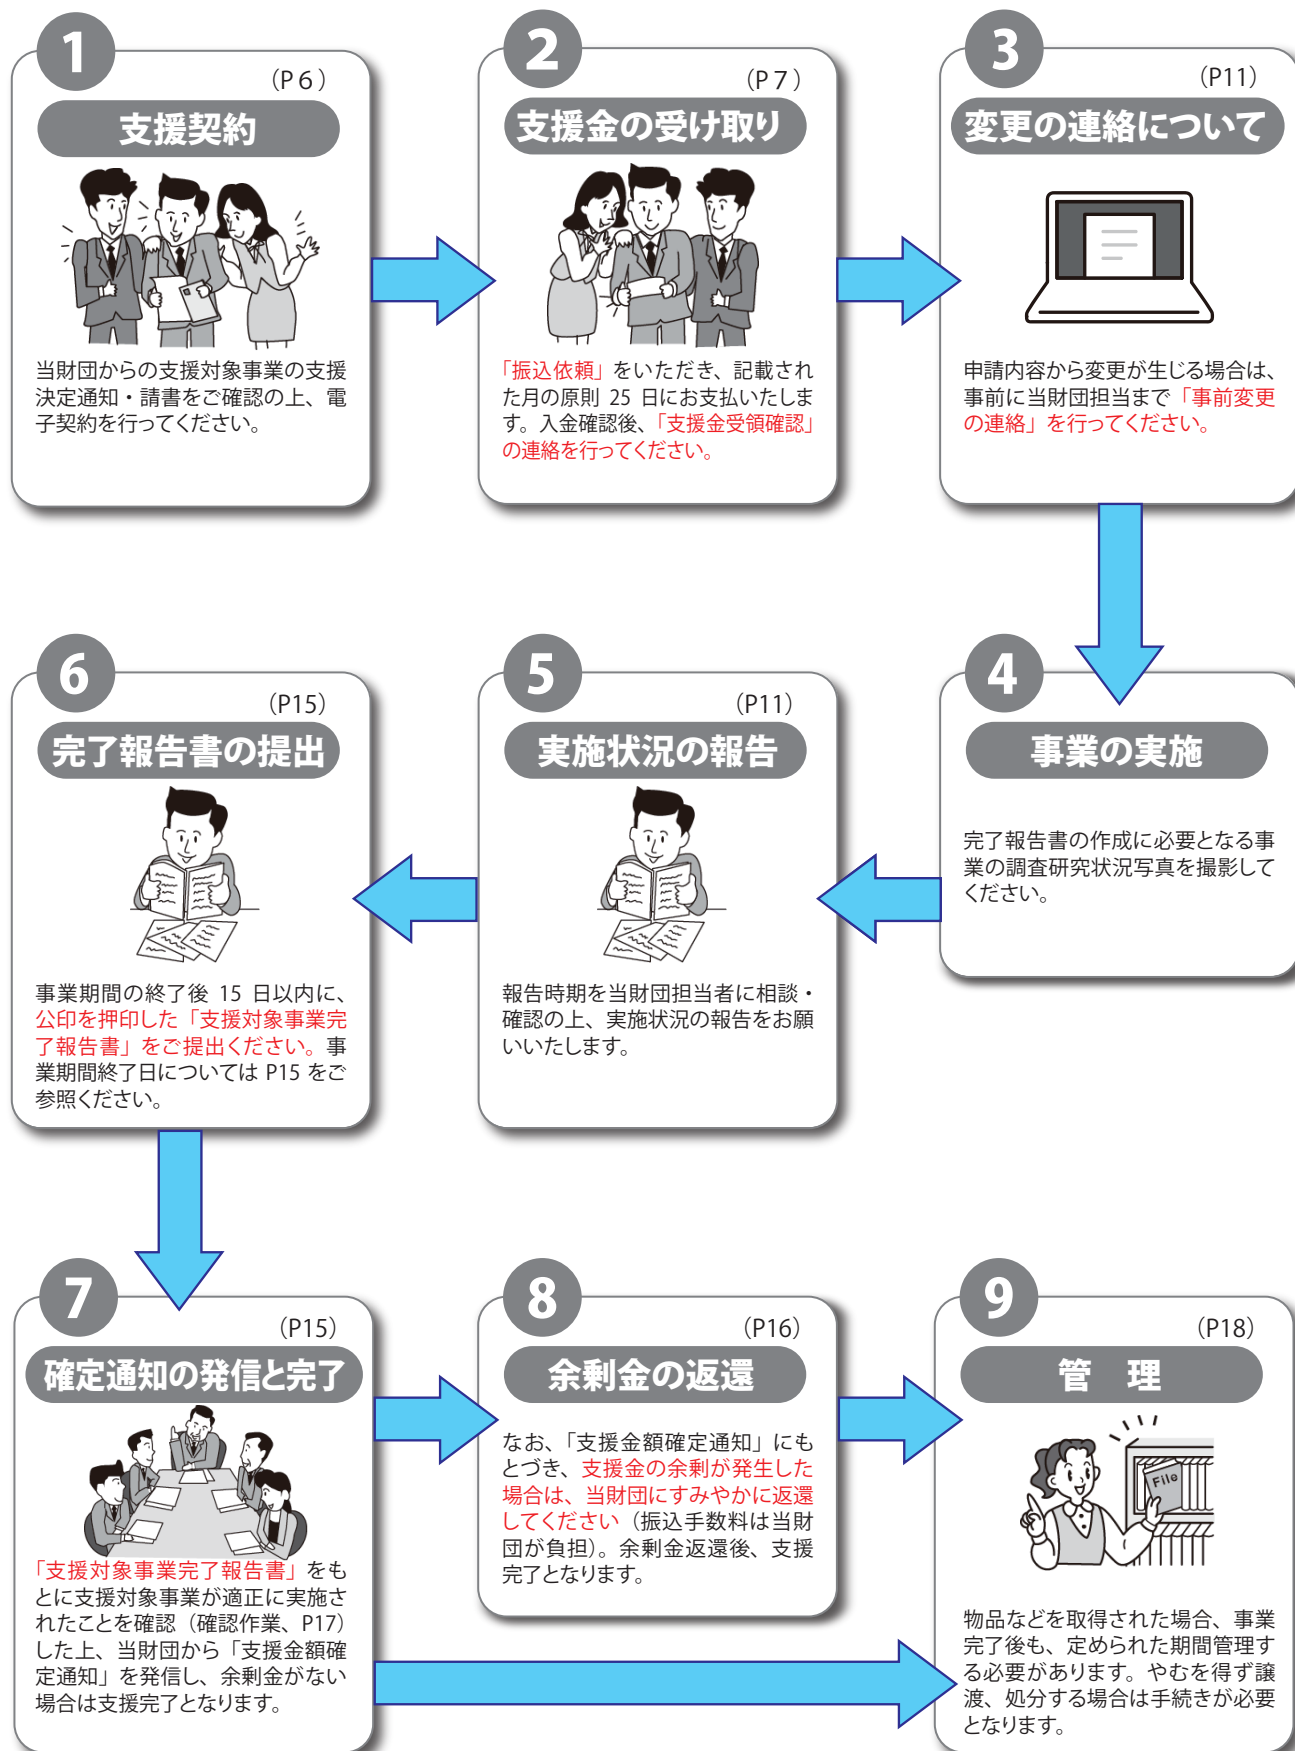 1
（P 6 ）
支援契約
当財団からの支援対象事業の支援
決定通知・請書をご確認の上、電
子契約を行ってください。
2
（P 7 ）
支援金の受け取り
「振込依頼」をいただき、記載され
た月の原則 25 日にお支払いたしま
す。入金確認後、「支援金受領確認」
の連絡を行ってください。
3
（P11）
変更の連絡について
申請内容から変更が生じる場合は、
事前に当財団担当まで「事前変更
の連絡」を行ってください。
4
事業の実施
完了報告書の作成に必要となる事
業の調査研究状況写真を撮影して
ください。
5
（P11）
実施状況の報告
報告時期を当財団担当者に相談・
確認の上、実施状況の報告をお願
いいたします。
6
（P15）
完了報告書の提出
事業期間の終了後 15 日以内に、
公印を押印した「支援対象事業完
了報告書」をご提出ください。事
業期間終了日については P15 をご
参照ください。
7
（P15）
確定通知の発信と完了
「支援対象事業完了報告書」をも
とに支援対象事業が適正に実施さ
れたことを確認（確認作業、P17）
した上、当財団から「支援金額確
定通知」を発信し、余剰金がない
場合は支援完了となります。
8
（P16）
余剰金の返還
なお、「支援金額確定通知」にも
とづき、支援金の余剰が発生した
場合は、当財団にすみやかに返還
してください（振込手数料は当財
団が負担）。余剰金返還後、支援
完了となります。
9
（P18）
管　理
File
物品などを取得された場合、事業
完了後も、定められた期間管理す
る必要があります。やむを得ず譲
渡、処分する場合は手続きが必要
となります。